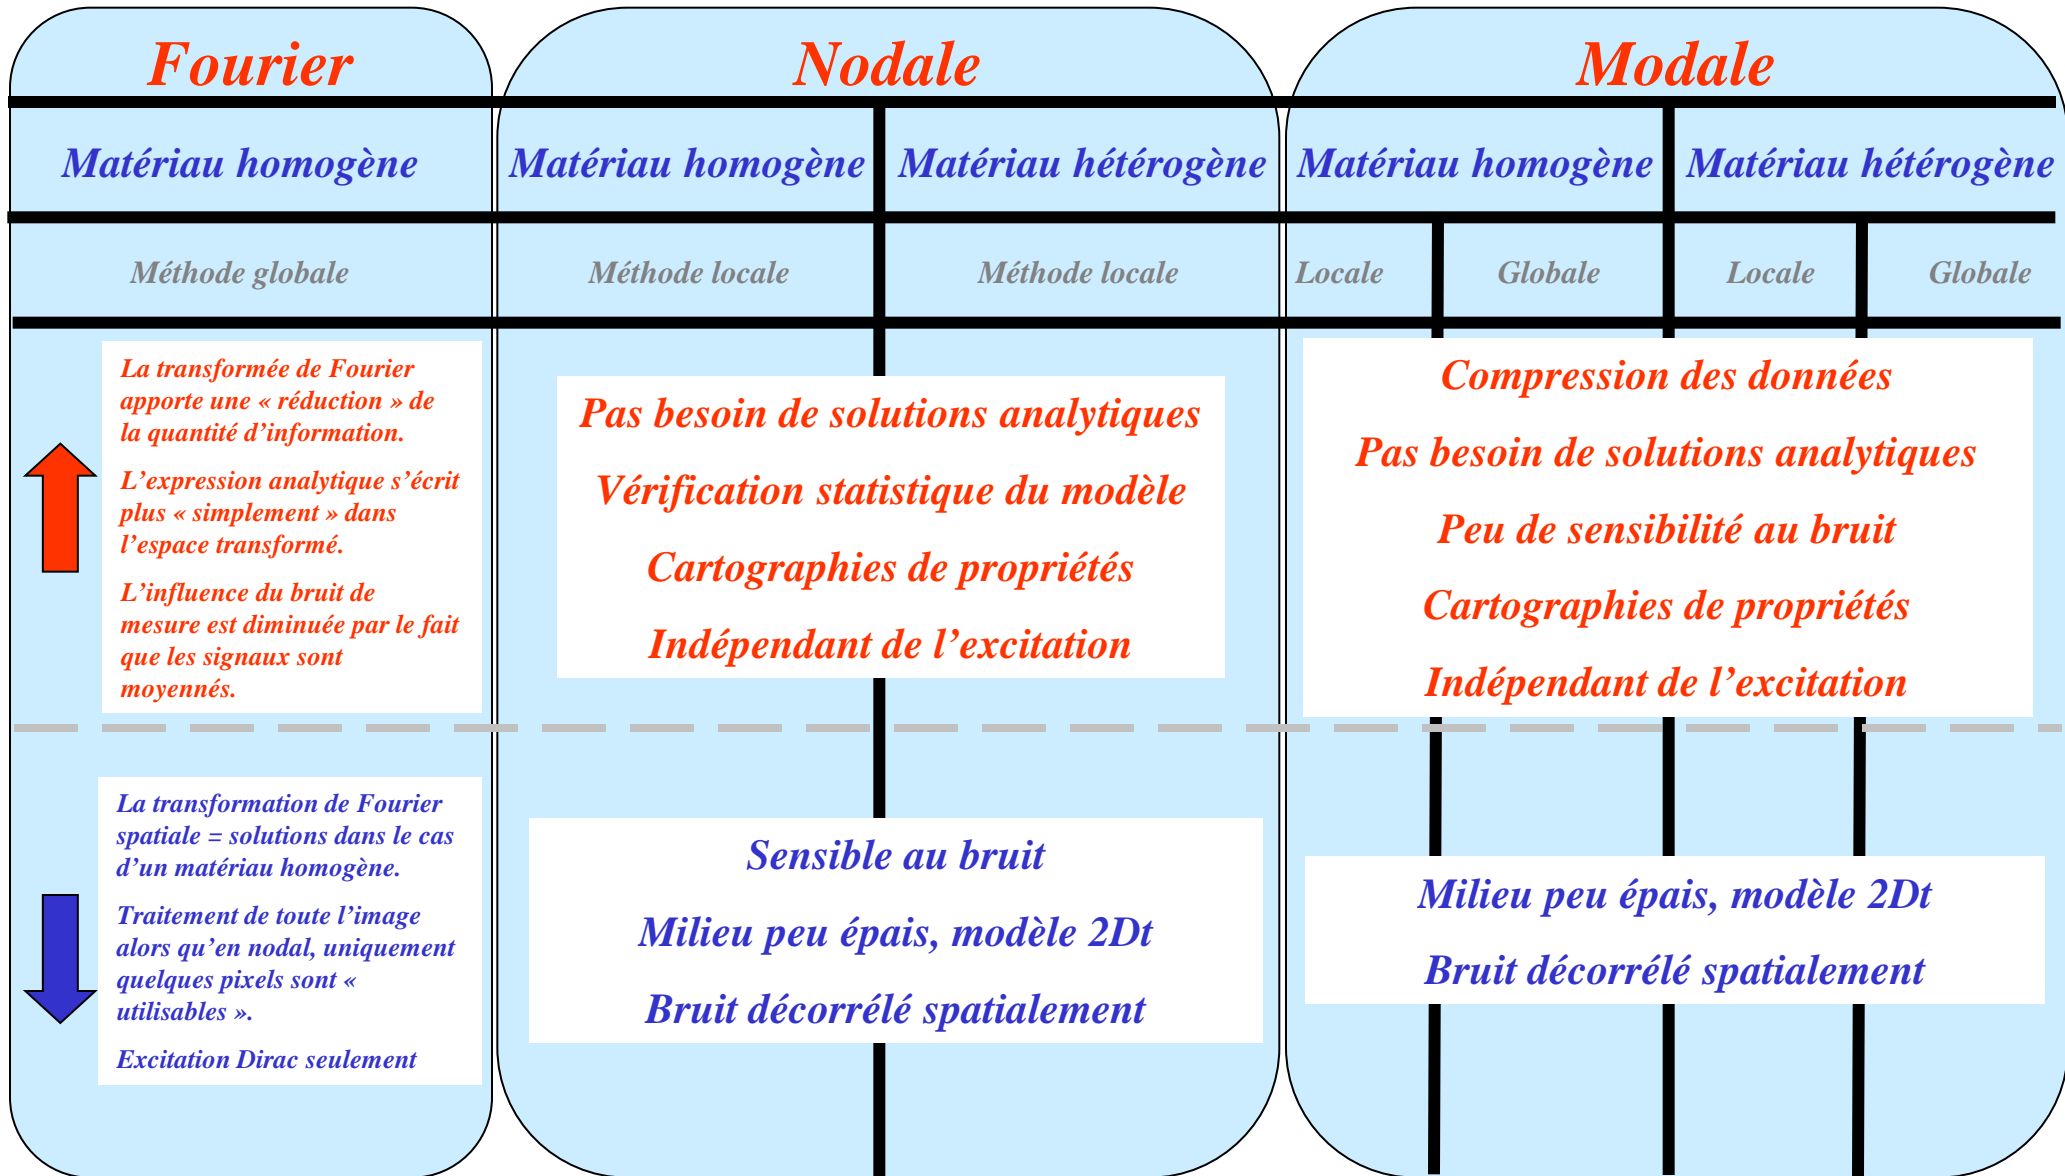 Fourier
Nodale
Modale
Matériau homogène
Matériau homogène
Matériau hétérogène
Matériau homogène
Matériau hétérogène
Méthode globale
Méthode locale
Méthode locale
Locale
Globale
Locale
Globale
La transformée de Fourier
apporte une « réduction » de
la quantité d’information.
L’expression analytique s’écrit
plus « simplement » dans
l’espace transformé.
L’influence du bruit de
mesure est diminuée par le fait
que les signaux sont
moyennés.
Pas besoin de solutions analytiques
Vérification statistique du modèle
Cartographies de propriétés
Indépendant de l’excitation
Compression des données
Pas besoin de solutions analytiques
Peu de sensibilité au bruit
Cartographies de propriétés
Indépendant de l’excitation
La transformation de Fourier
spatiale = solutions dans le cas
d’un matériau homogène.
Traitement de toute l’image
alors qu’en nodal, uniquement
quelques pixels sont «
utilisables ».
Excitation Dirac seulement
Sensible au bruit
Milieu peu épais, modèle 2Dt
Bruit décorrélé spatialement
Milieu peu épais, modèle 2Dt
Bruit décorrélé spatialement